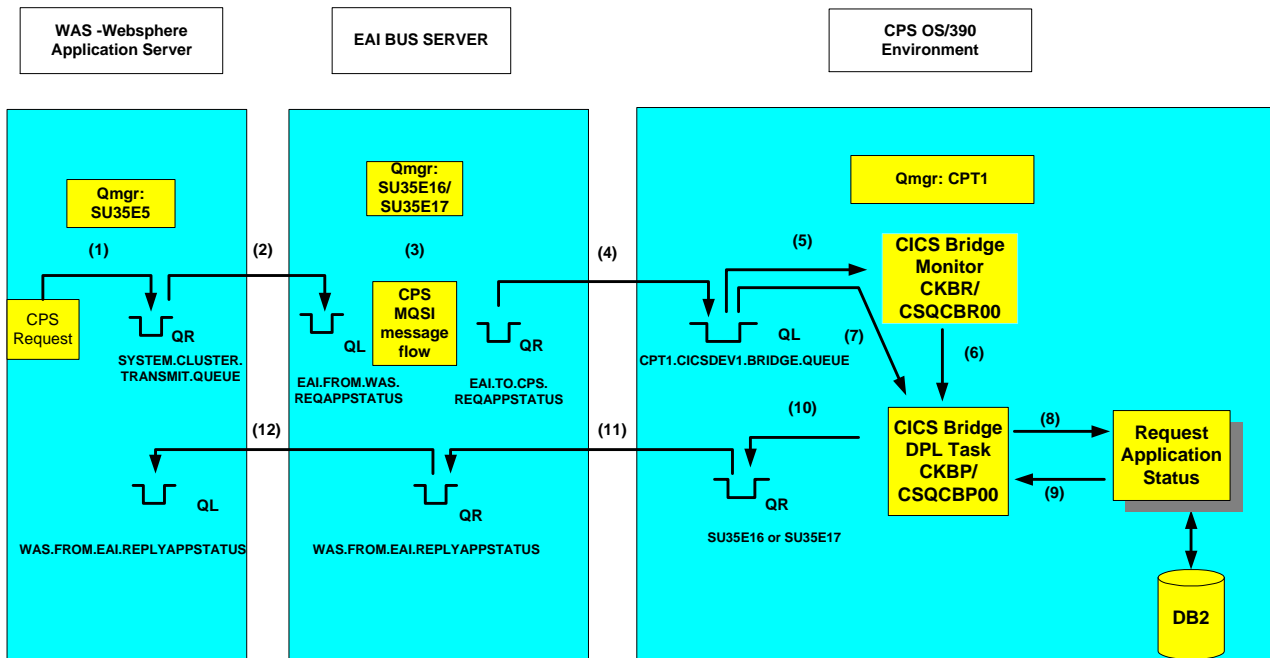 WAS -Websphere
Application Server
EAI BUS SERVER
CPS OS/390
Environment
Qmgr:
SU35E5
Qmgr:
SU35E16/
SU35E17
Qmgr: CPT1
(1)
(2)
(3)
(4)
(5)
CICS Bridge
Monitor
CKBR/
CSQCBR00
CPS
Request
QR
SYSTEM.CLUSTER.
TRANSMIT.QUEUE
QL
EAI.FROM.WAS.
REQAPPSTATUS
CPS
MQSI
message
flow
QR
EAI.TO.CPS.
REQAPPSTATUS
QL
CPT1.CICSDEV1.BRIDGE.QUEUE
(7)
(6)
(12)
(11)
(10)
CICS Bridge
DPL Task
CKBP/
CSQCBP00
(8)
(9)
Request
Application
Status
QL
WAS.FROM.EAI.REPLYAPPSTATUS
QR
WAS.FROM.EAI.REPLYAPPSTATUS
QR
SU35E16 or SU35E17
DB2